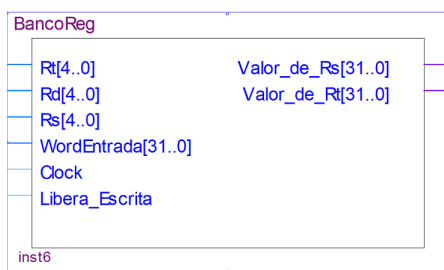 BancoReg
Rt[4..0] Valor_de_Rs[31..0]
Rd[4..0] Valor_de_Rt[31..0]
Rs[4..0]
WordEntrada[31..0]
Clock
Libera_Escrita
inst6